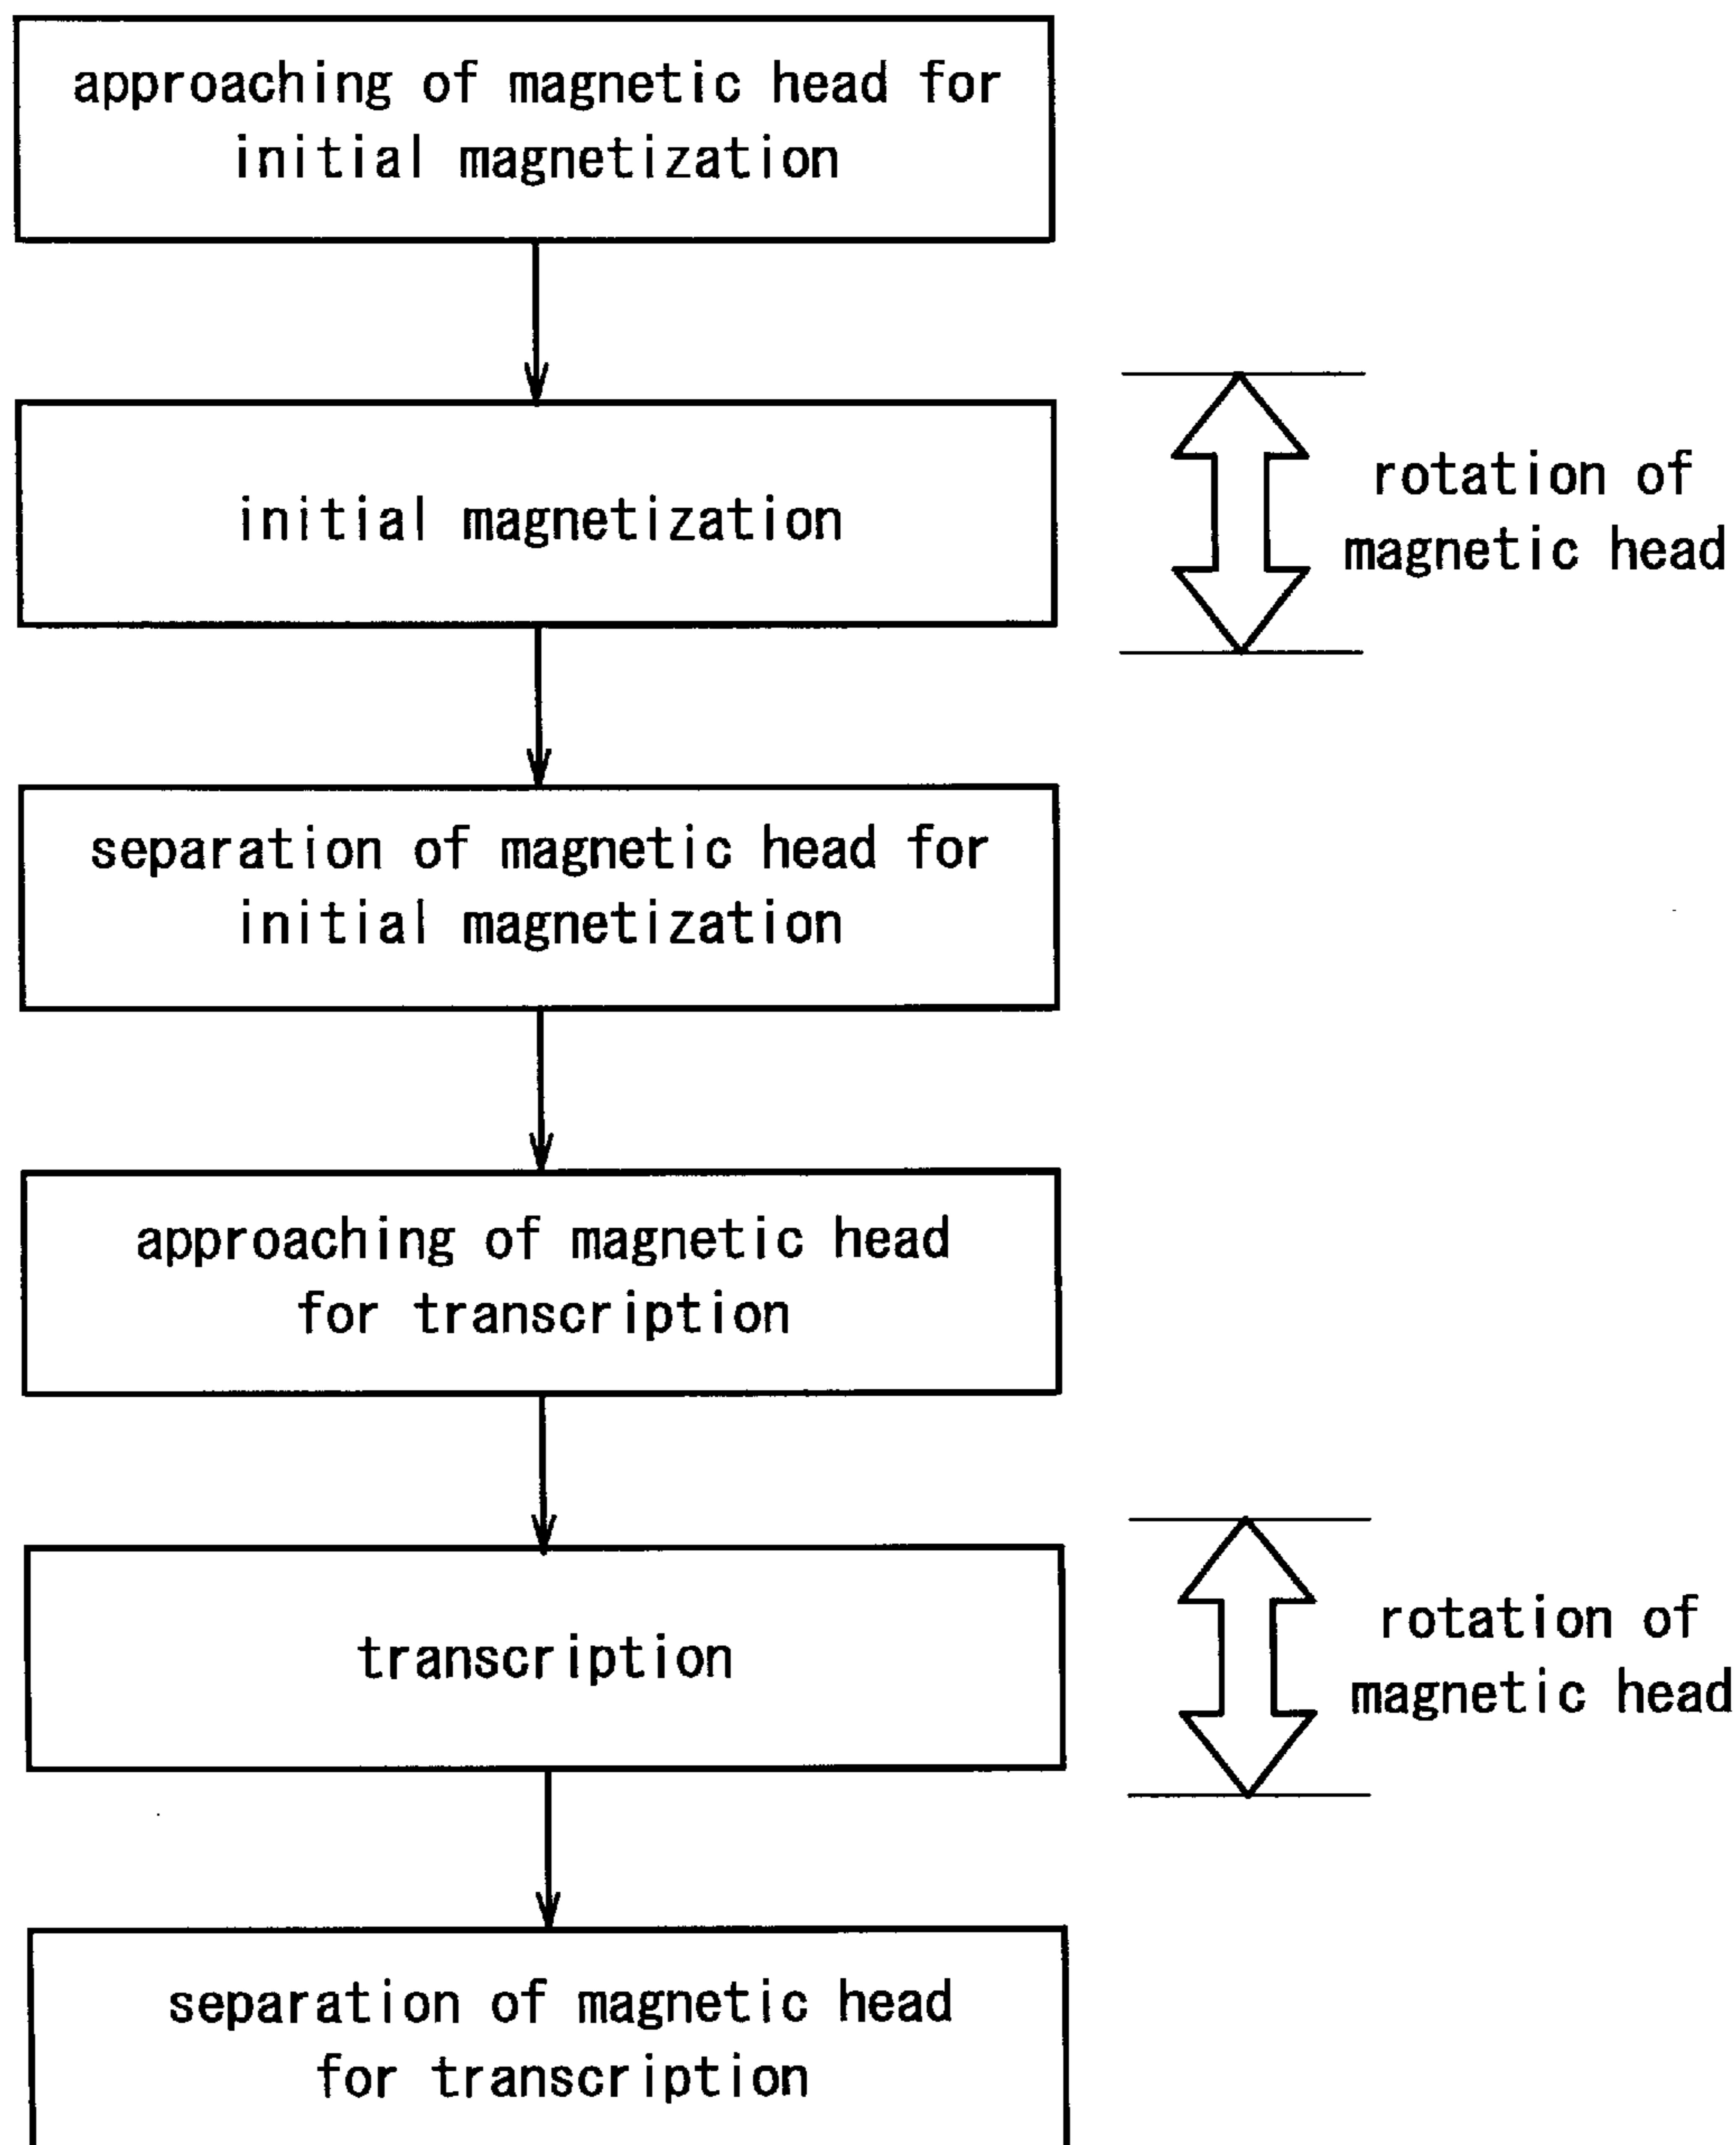 approaching of magnetic head for
initial magnetization
initial magnetization
rotation of
magnetic head
separation of magnetic head for
initial magnetization
approaching of magnetic head
for transcription
transcription
rotation of
magnetic head
separation of magnetic head
for transcription